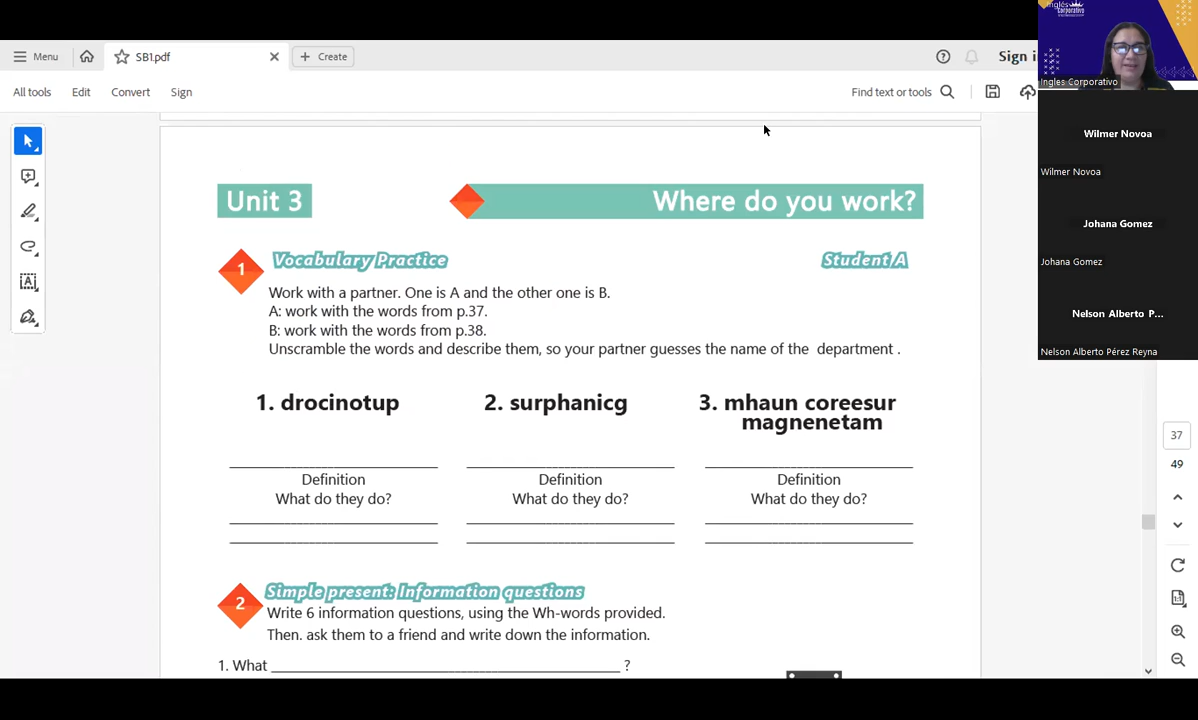 Menu
SB1.pdf
Create
Sign i
All tools
Edit
Convert
Sign
Find text or tools
Unit 3
Where do you work?
1
Vocabulary Practice
Student A
Work with a partner. One is A and the other one is B.
A: work with the words from p.37.
B: work with the words from p.38.
Unscramble the words and describe them, so your partner guesses the name of the department .
1. drocinotup
2. surphanicg
3. mhaun coreesur
magnenetam
Definition
What do they do?
Definition
What do they do?
Definition
What do they do?
2
Simple present: Information questions
Write 6 information questions, using the Wh-words provided.
Then. ask them to a friend and write down the information.
1. What ?
Inglés
Corporativo
Ingles Corporativo
Wilmer Novoa
Wilmer Novoa
Johana Gomez
Johana Gomez
Nelson Alberto P...
Nelson Alberto Pérez Reyna
37
49
1:1